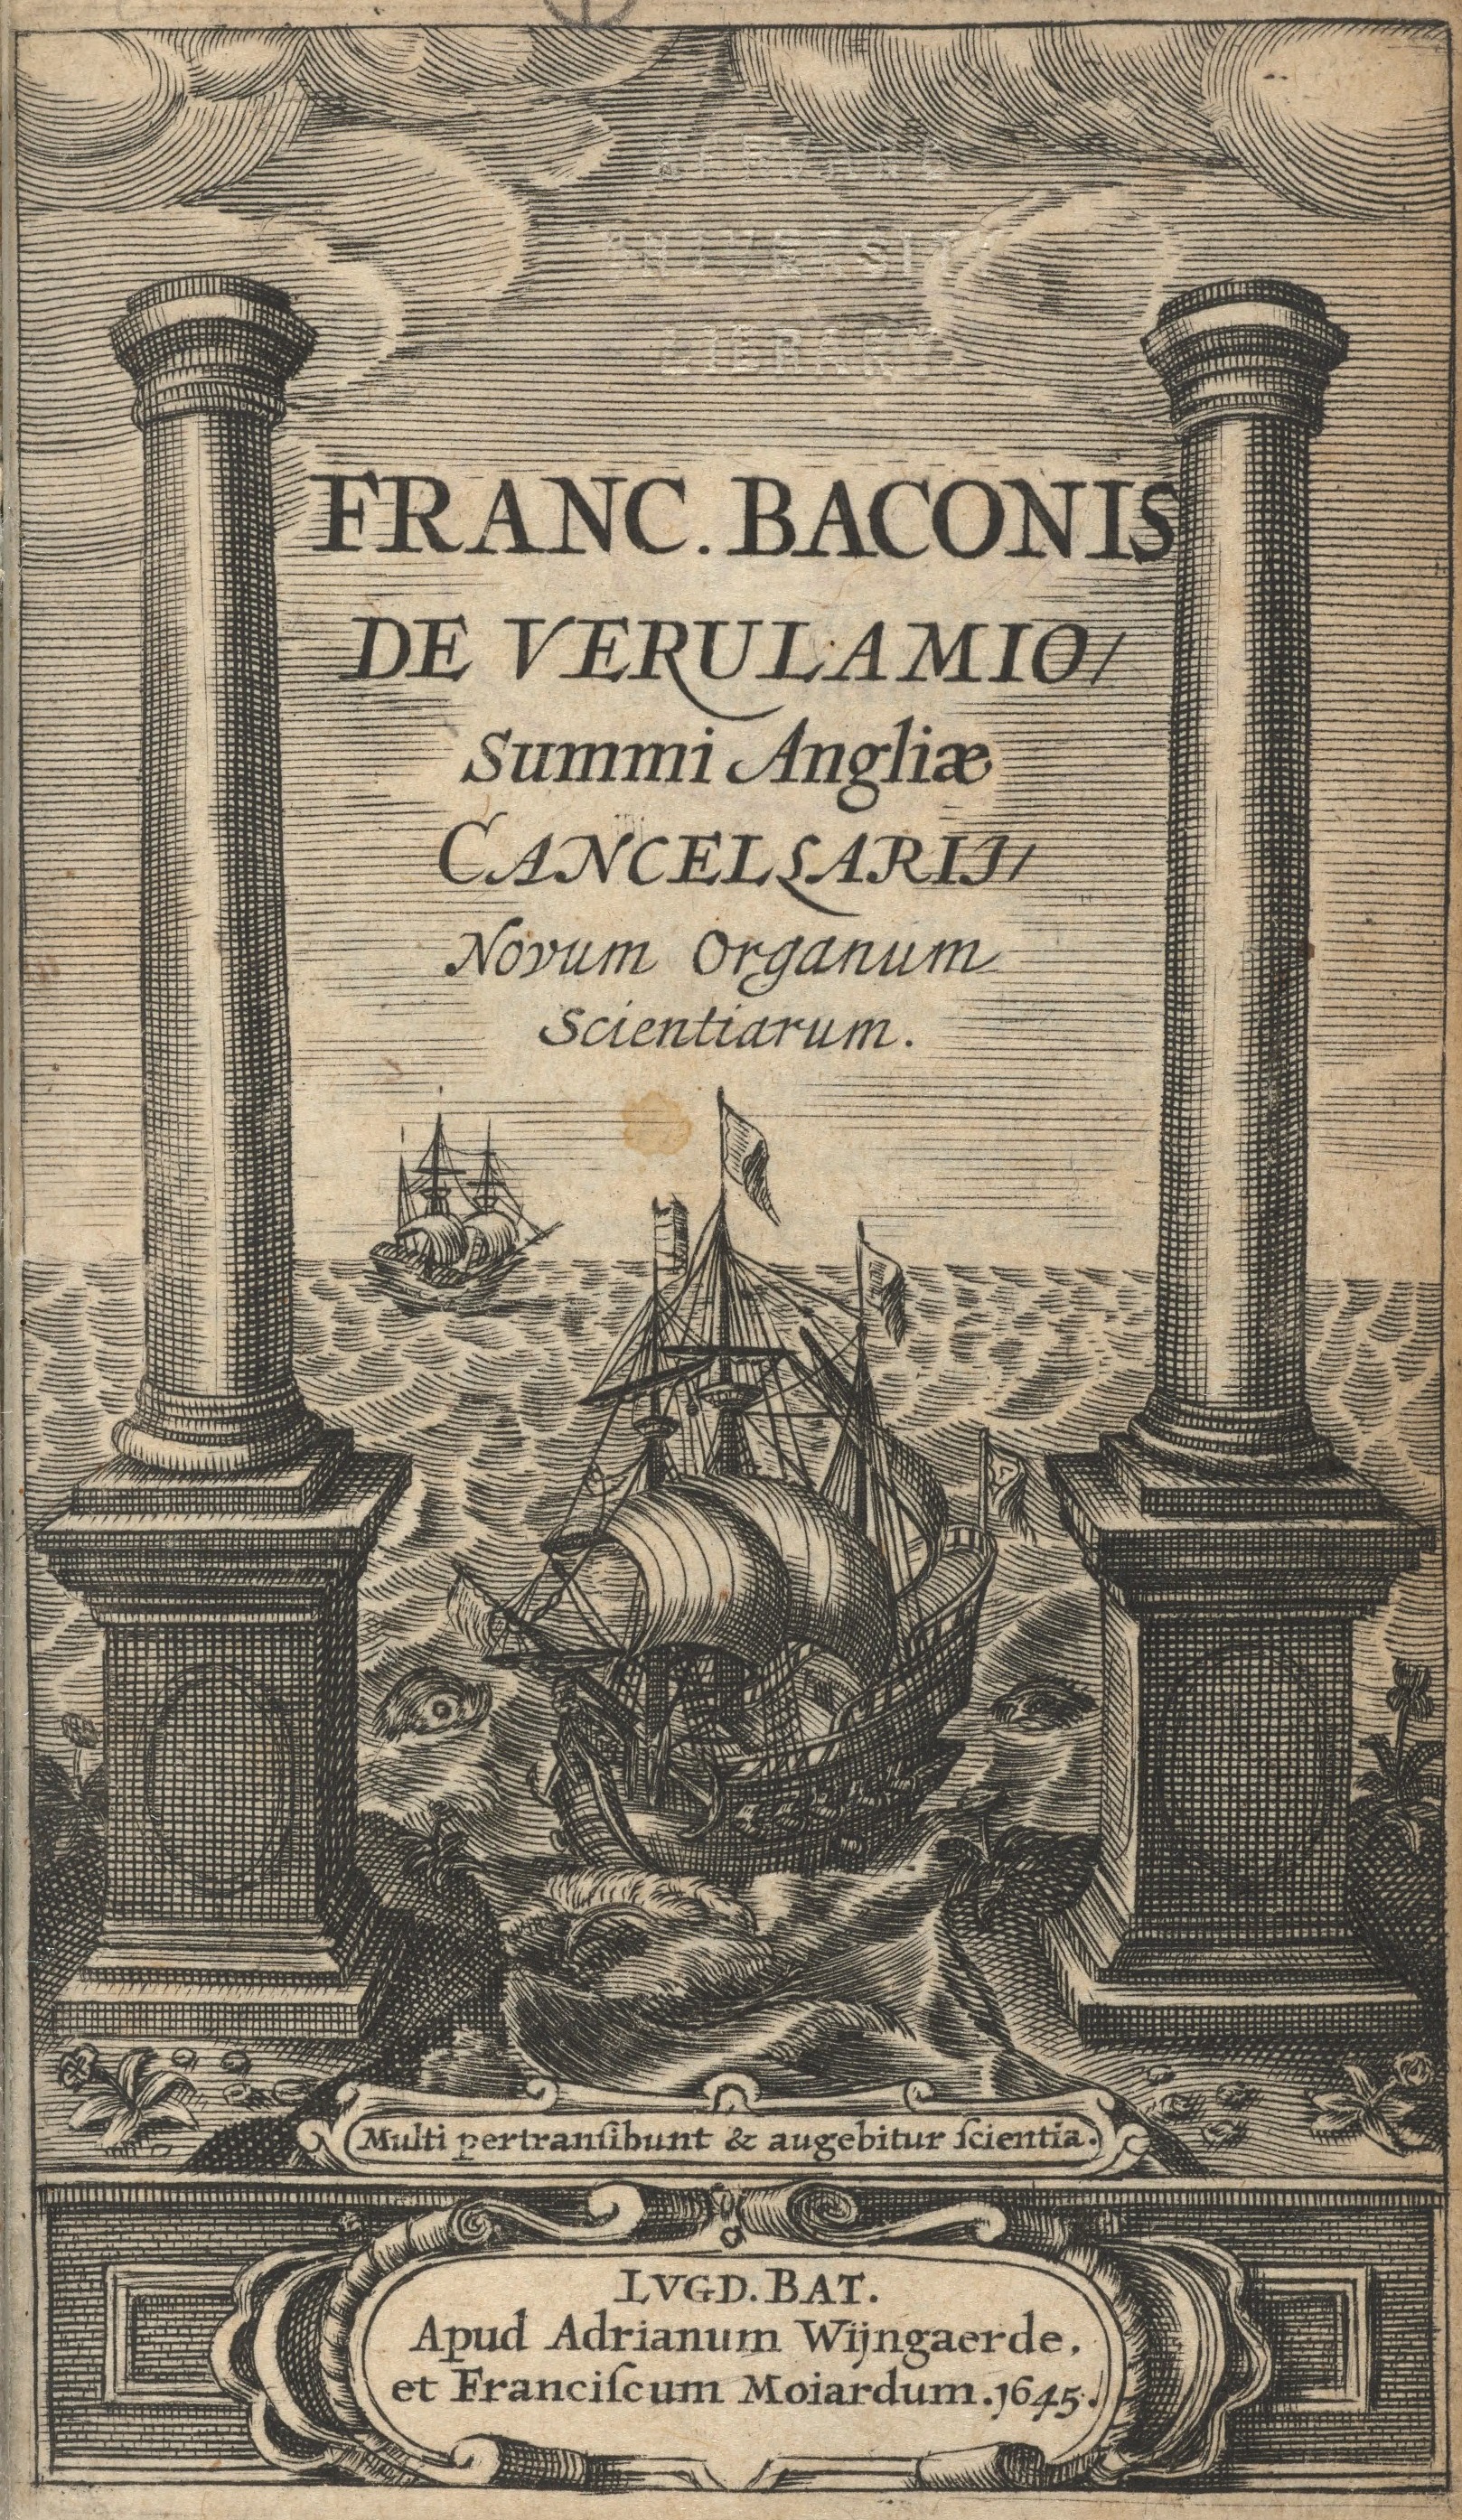 FRANC. BACONIS
DE VERULAMIO/
Summi Angliæ
CANCELLARIJ/
Novum Organum
Scientiarum.
Multi pertranſibunt & augebitur ſcientia.
LVGD. BAT.
Apud Adrianum Wijngaerde,
et Franciſcum Moiardum. 1645.